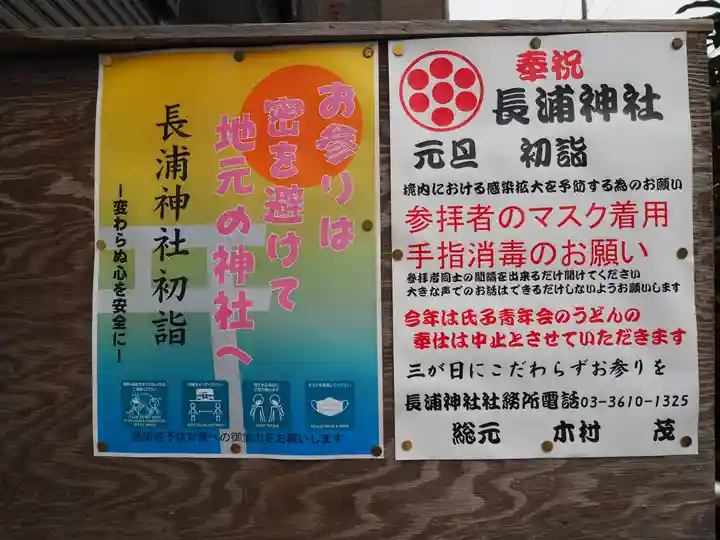 お参りは
密を避けて
地元の神社へ
長浦神社初詣
ー変わらぬ心を安全にー
感染症予防対策への御協力をお願いします
奉祝
長浦神社
元旦 初詣
境内における感染拡大を予防する為のお願い
参拝者のマスク着用
手指消毒のお願い
参拝者同士の間隔を出来るだけ開けてください
大きな声でのお話はできるだけしないようお願いします
今年は氏子青年会のうどんの
奉仕は中止とさせていただきます
三が日にこだわらずお参りを
長浦神社社務所電話03-3610-1325
総元 木村 茂